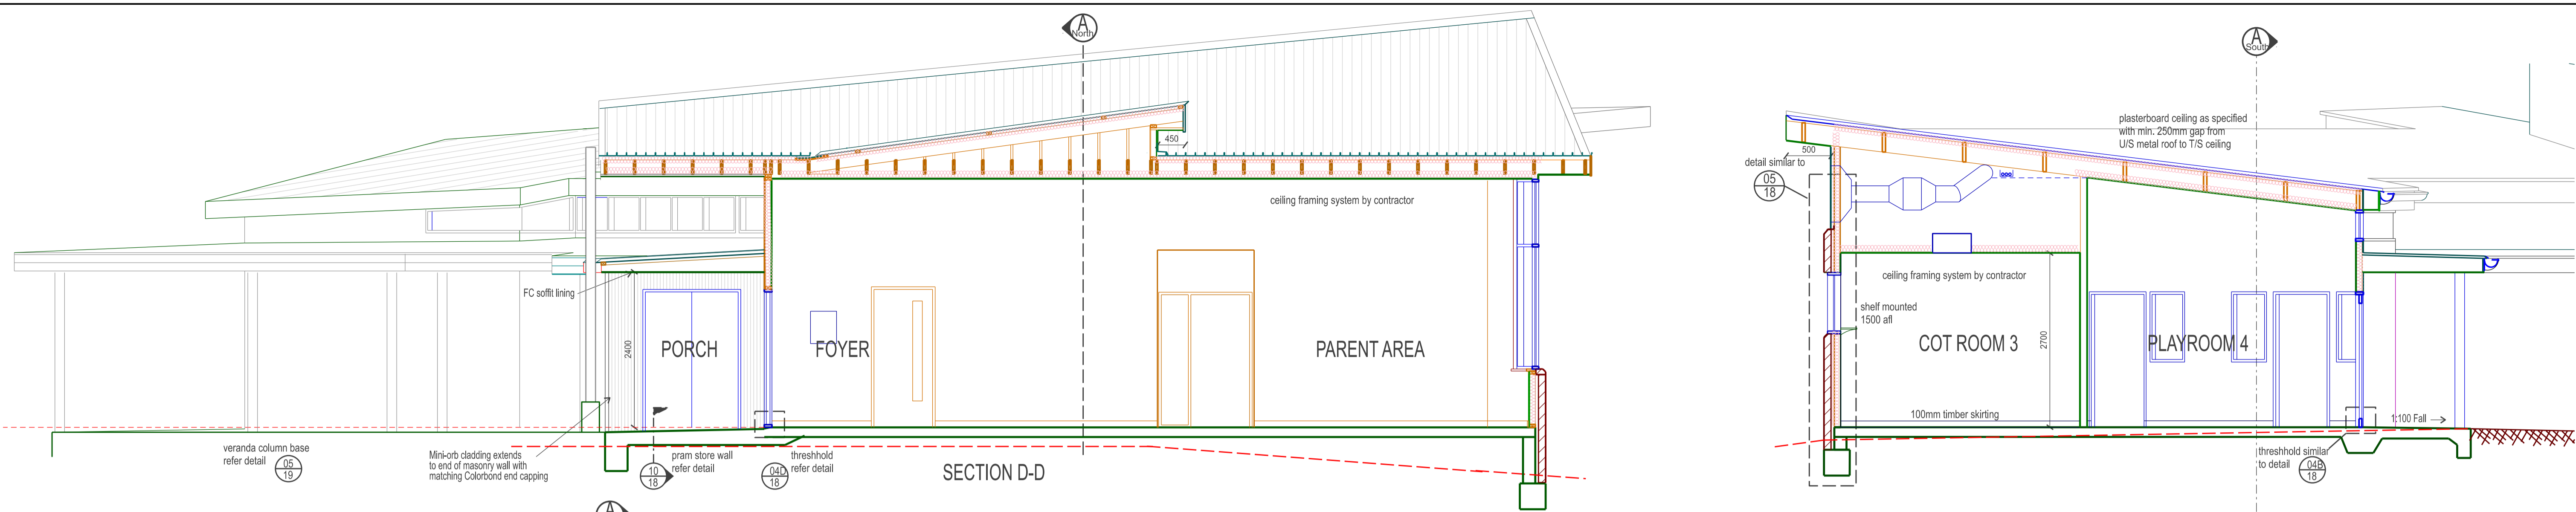 A
North
450
ceiling framing system by contractor
FC soffit lining
2400
PORCH
FOYER
PARENT AREA
veranda column base
refer detail
05
19
Mini-orb cladding extends
to end of masonry wall with
matching Colorbond end capping
10
18
pram store wall
refer detail
04D
18
threshhold
refer detail
SECTION D-D
A
A
South
plasterboard ceiling as specified
with min. 250mm gap from
U/S metal roof to T/S ceiling
500
detail similar to
05
18
ceiling framing system by contractor
shelf mounted
1500 afl
COT ROOM 3
2700
PLAYROOM 4
100mm timber skirting
1:100 Fall
threshhold similar
to detail
04B
18